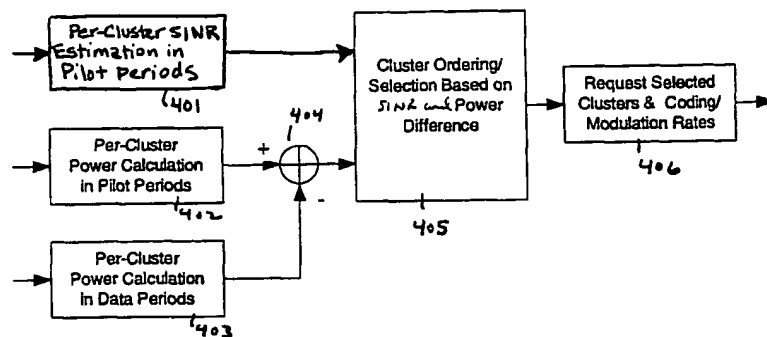 Per-Cluster SINR
Estimation in
Pilot periods
401
Per-Cluster
Power Calculation
in Pilot Periods
402
Per-Cluster
Power Calculation
in Data Periods
403
404
+
-
Cluster Ordering/
Selection Based on
SINR and Power
Difference
405
Request Selected
Clusters & Coding/
Modulation Rates
406